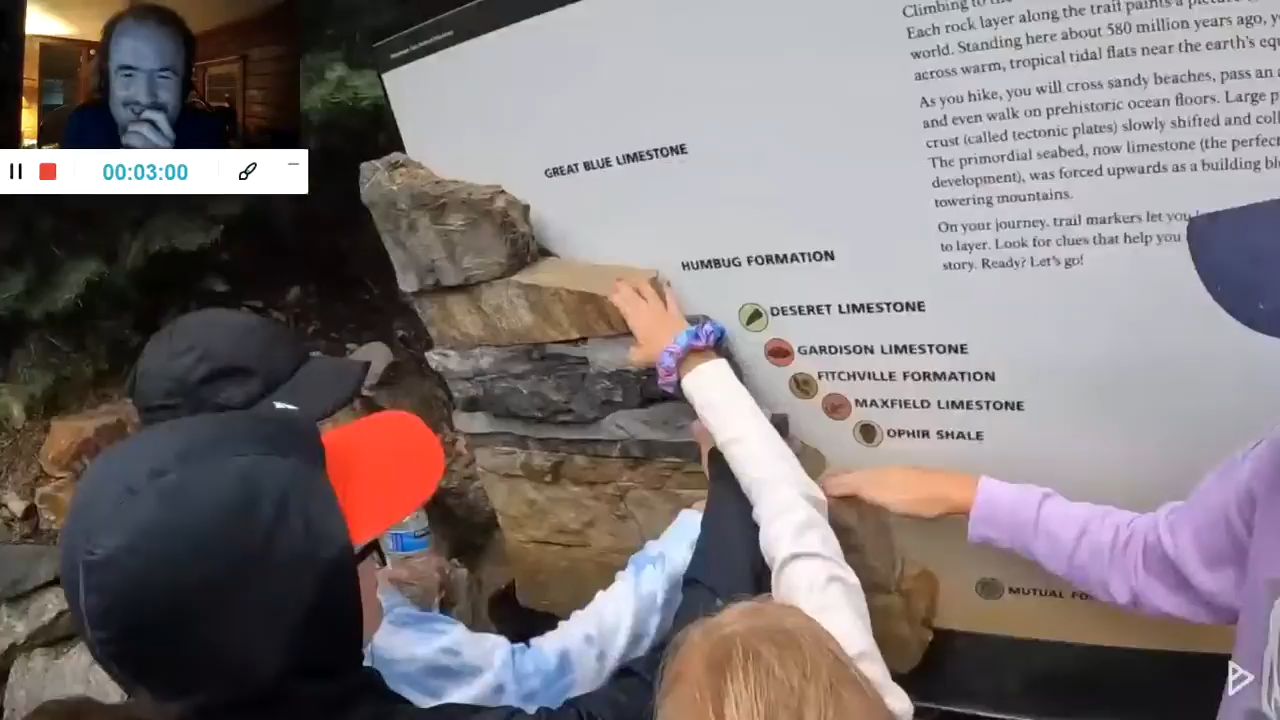 Climbing to the
Each rock layer along the trail paints a picture
world. Standing here about 580 million years ago, y
across warm, tropical tidal flats near the earth's equ
As you hike, you will cross sandy beaches, pass an a
and even walk on prehistoric ocean floors. Large p
crust (called tectonic plates) slowly shifted and coll
The primordial seabed, now limestone (the perfec
development), was forced upwards as a building bl
towering mountains.
On your journey, trail markers let you
to layer. Look for clues that help you
story. Ready? Let's go!
00:03:00
GREAT BLUE LIMESTONE
HUMBUG FORMATION
DESERET LIMESTONE
GARDISON LIMESTONE
FITCHVILLE FORMATION
MAXFIELD LIMESTONE
OPHIR SHALE
MUTUAL FO